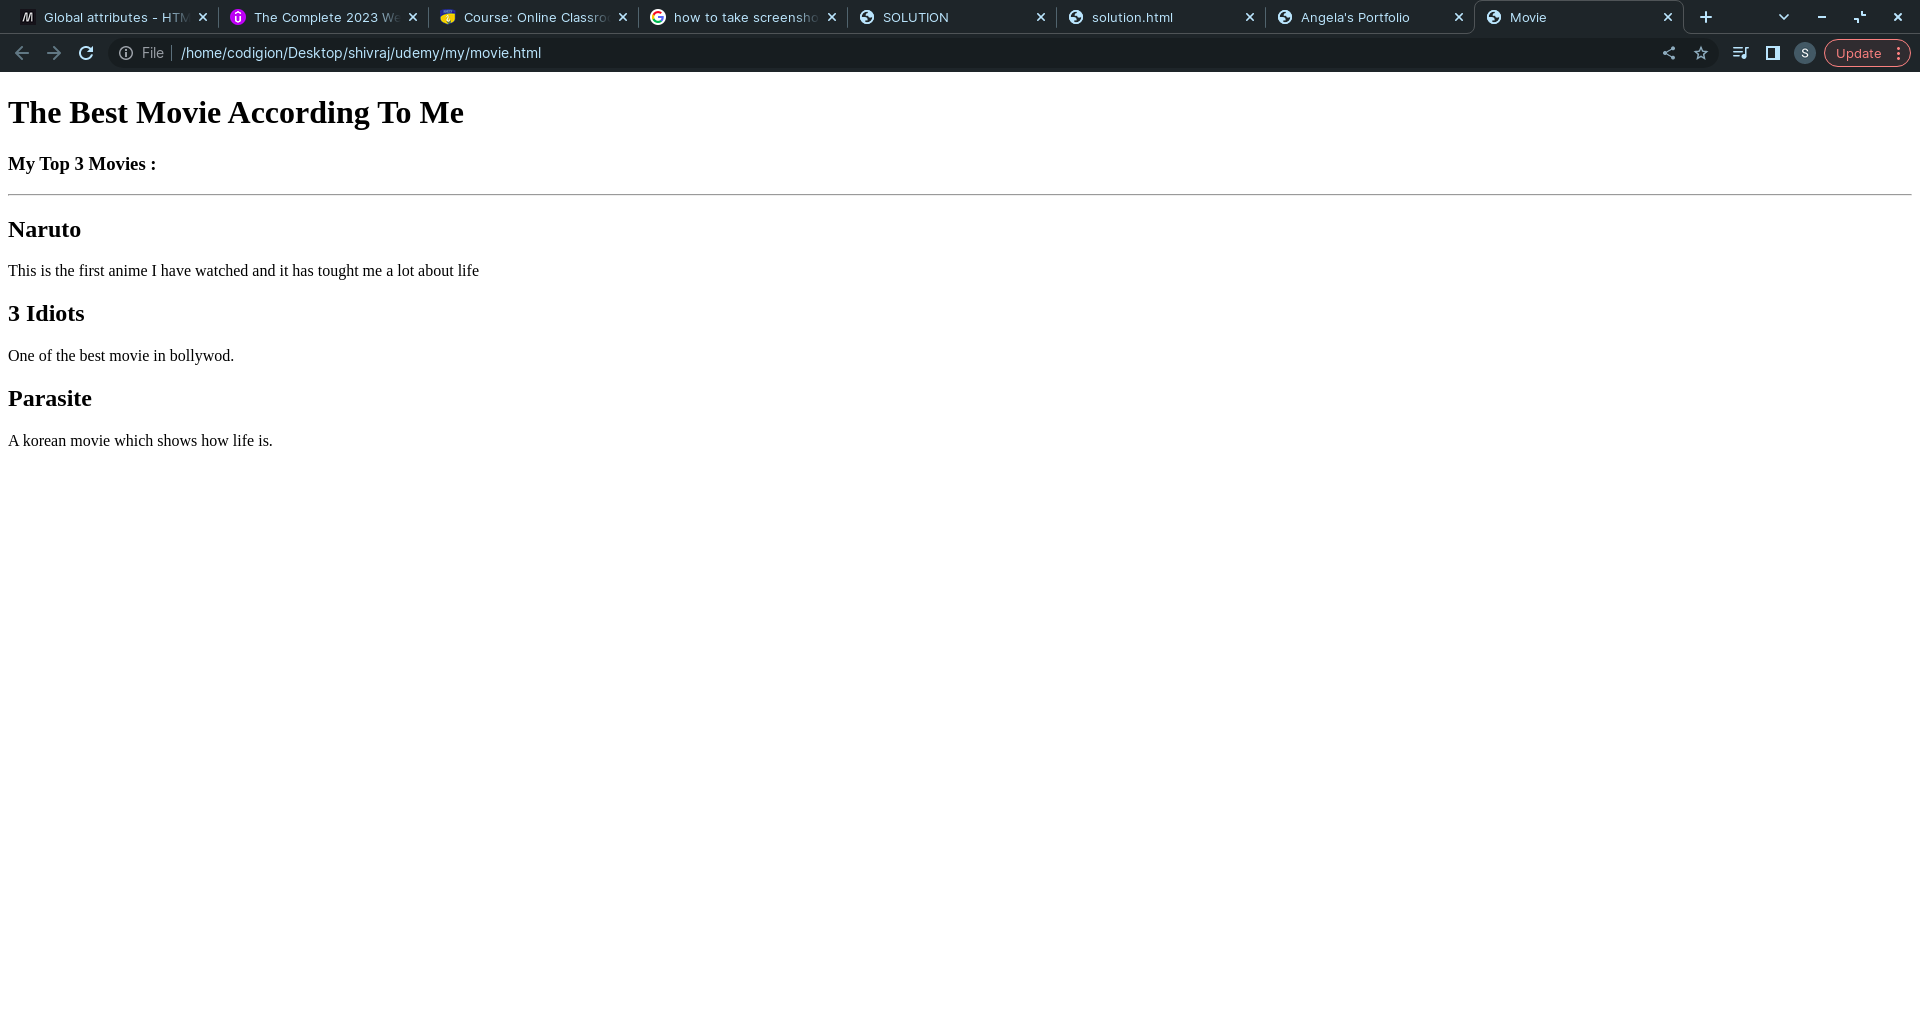 Global attributes - HTM
The Complete 2023 We
Course: Online Classro
how to take screensho
SOLUTION
solution.html
Angela's Portfolio
Movie
File
/home/codigion/Desktop/shivraj/udemy/my/movie.html
S
Update
The Best Movie According To Me
My Top 3 Movies :
Naruto
This is the first anime I have watched and it has tought me a lot about life
3 Idiots
One of the best movie in bollywod.
Parasite
A korean movie which shows how life is.